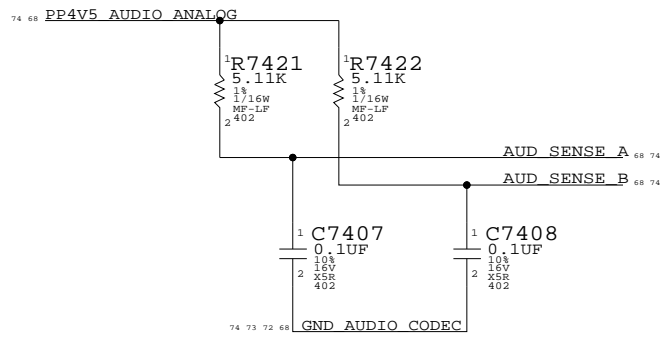 74 68 PP4V5_AUDIO_ANALOG
1 R7421
5.11K
1%
1/16W
MF-LF
402
2
1 R7422
5.11K
1%
1/16W
MF-LF
402
2
AUD_SENSE_A 68 74
AUD_SENSE_B 68 74
1 C7407
0.1UF
10%
16V
X5R
402
2
1 C7408
0.1UF
10%
16V
X5R
402
2
74 73 72 68 GND_AUDIO_CODEC